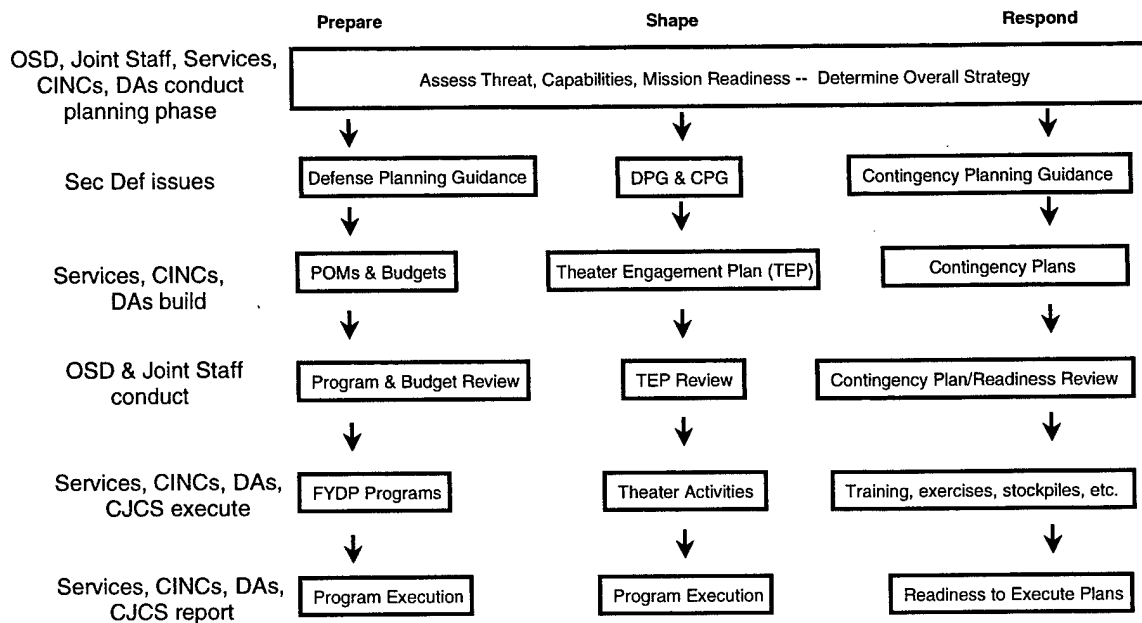 Prepare
Shape
Respond
OSD, Joint Staff, Services,
CINCs, DAs conduct
planning phase
Assess Threat, Capabilities, Mission Readiness -- Determine Overall Strategy
Sec Def issues
Defense Planning Guidance
DPG & CPG
Contingency Planning Guidance
Services, CINCs,
DAs build
POMs & Budgets
Theater Engagement Plan (TEP)
Contingency Plans
OSD & Joint Staff
conduct
Program & Budget Review
TEP Review
Contingency Plan/Readiness Review
Services, CINCs, DAs,
CJCS execute
FYDP Programs
Theater Activities
Training, exercises, stockpiles, etc.
Services, CINCs, DAs,
CJCS report
Program Execution
Program Execution
Readiness to Execute Plans